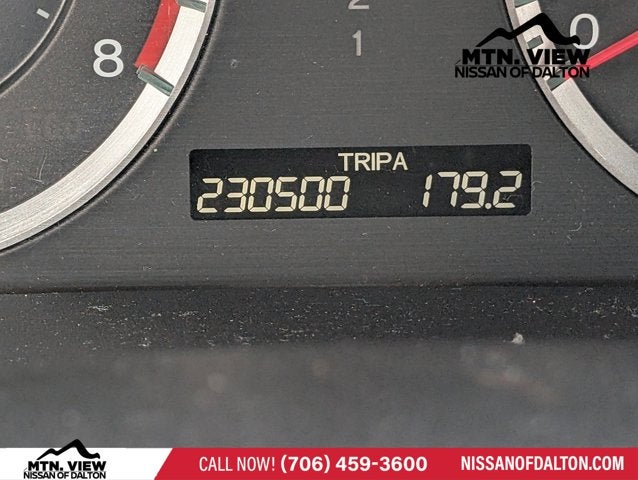 2
1
8
0
MTN. VIEW
NISSAN OF DALTON
TRIP A
230500 179.2
MTN. VIEW
NISSAN OF DALTON
CALL NOW! (706) 459-3600
NISSANOFDALTON.COM